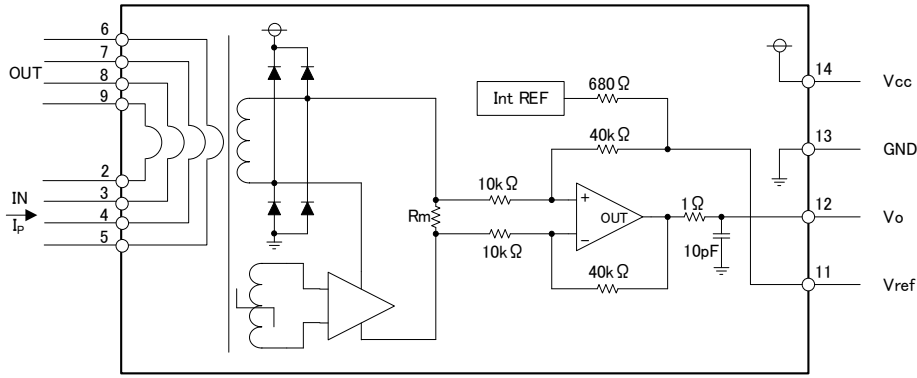 6
7
OUT
8
9
2
IN
3
I_P
4
5
Int REF
680Ω
40kΩ
10kΩ
+
OUT
Rm
10kΩ
−
40kΩ
1Ω
10pF
14
Vcc
13
GND
12
Vo
11
Vref